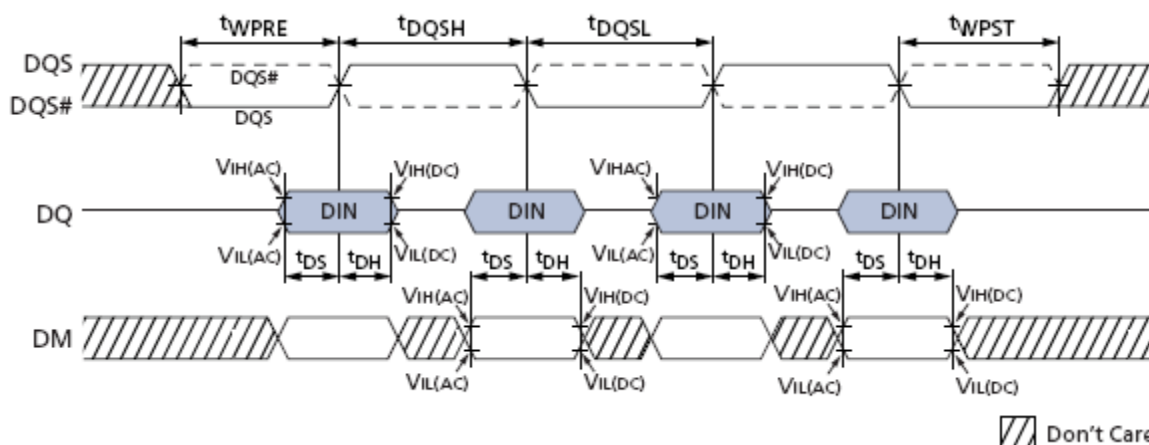 tWPRE tDQSH tDQSL tWPST
DQS
DQS#
DQS#
DQS
VIH(AC) VIH(DC) VIHAC) VIH(DC)
DQ DIN DIN DIN DIN
VIL(AC) VIL(DC) VIL(AC) VIL(DC)
tDS tDH tDS tDH tDS tDH tDS tDH
VIH(AC) VIH(DC) VIH(AC) VIH(DC)
DM
VIL(AC) VIL(DC) VIL(AC) VIL(DC)
Don't Care